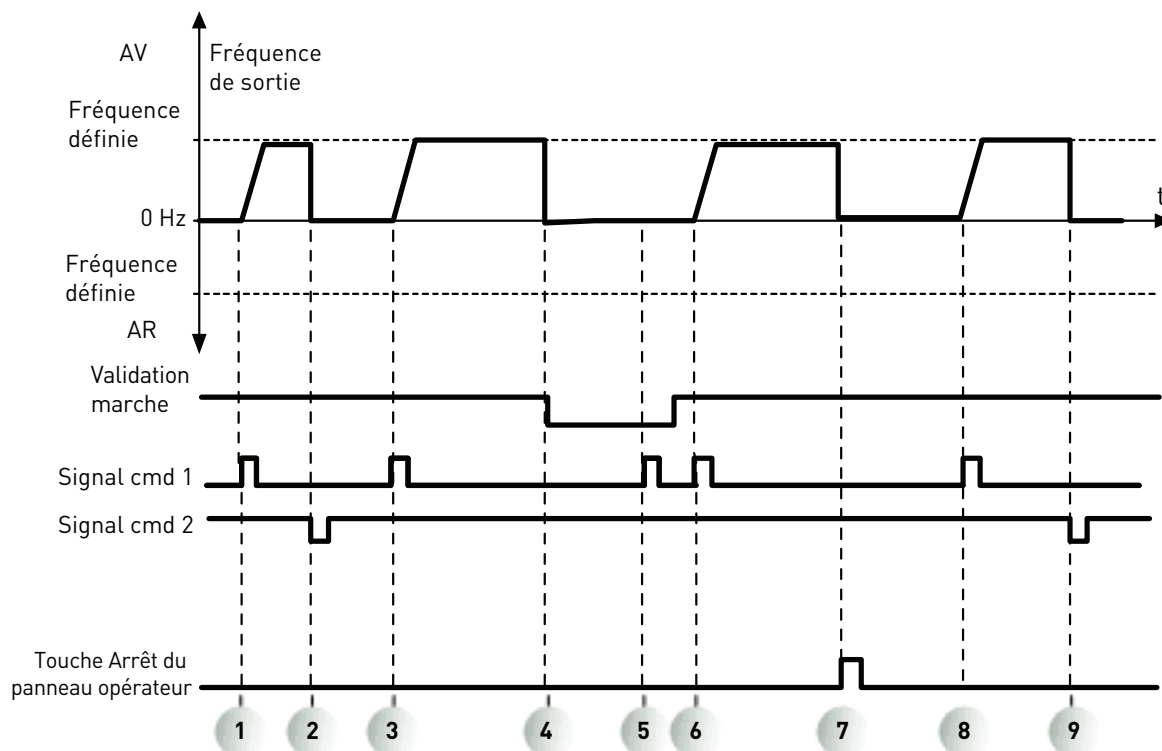 AV
Fréquence
de sortie
Fréquence
définie
t
0 Hz
Fréquence
définie
AR
Validation
marche
Signal cmd 1
Signal cmd 2
Touche Arrêt du
panneau opérateur
1 2 3 4 5 6 7 8 9